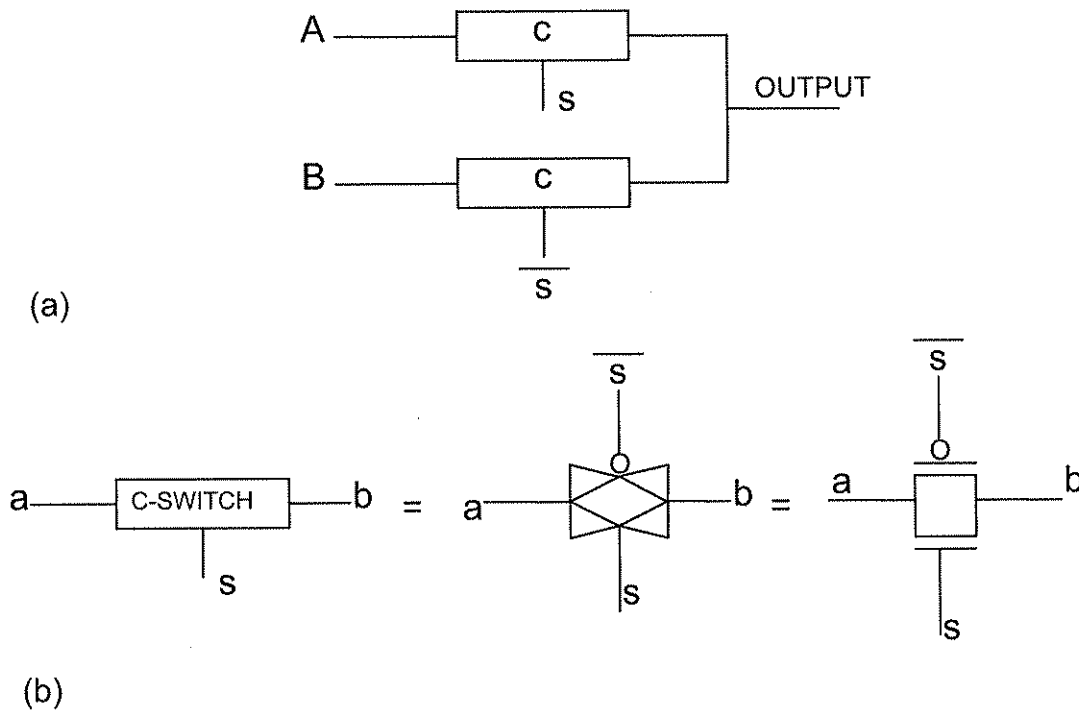 A c
s
OUTPUT
B c
s̅
(a)
s̅ s̅
a C-SWITCH b = a b = a b
s s s
(b)